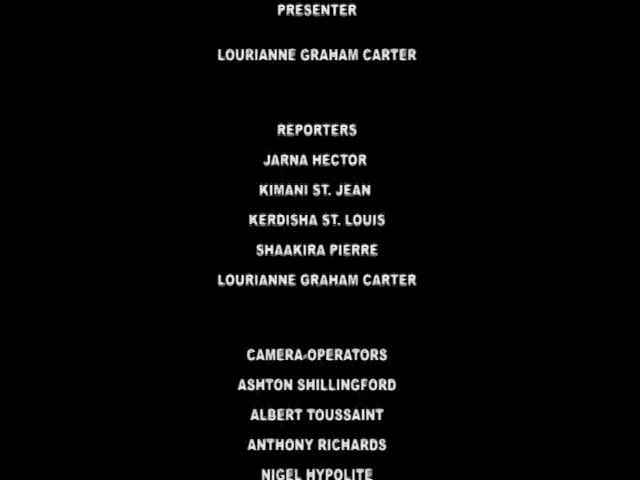 PRESENTER
LOURIANNE GRAHAM CARTER
REPORTERS
JARNA HECTOR
KIMANI ST. JEAN
KERDISHA ST. LOUIS
SHAAKIRA PIERRE
LOURIANNE GRAHAM CARTER
CAMERA-OPERATORS
ASHTON SHILLINGFORD
ALBERT TOUSSAINT
ANTHONY RICHARDS
NIGEL HYPOLITE